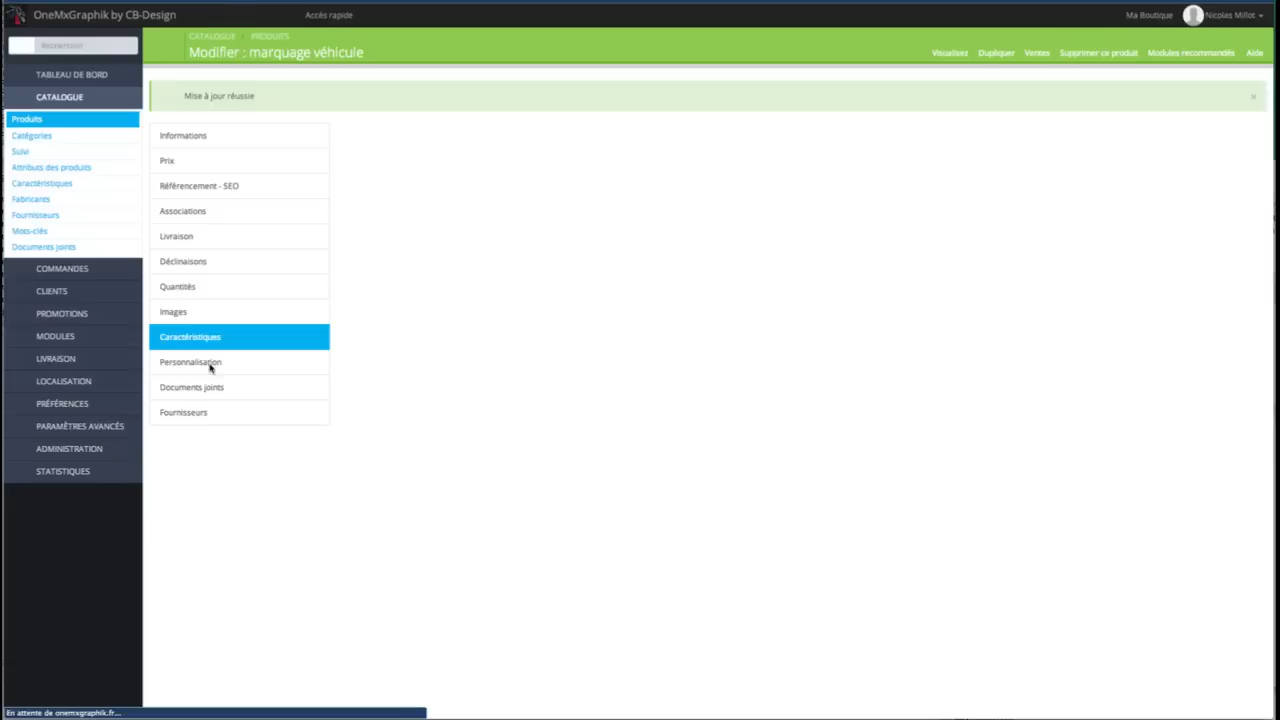 OneMxGraphik by CB-Design
Accès rapide
Ma Boutique
Nicolas Millot
Rechercher
CATALOGUE
PRODUITS
Modifier : marquage véhicule
Visualisez
Dupliquer
Ventes
Supprimer ce produit
Modules recommandés
Aide
TABLEAU DE BORD
CATALOGUE
Produits
Catégories
Suivi
Attributs des produits
Caractéristiques
Fabricants
Fournisseurs
Mots-clés
Documents joints
COMMANDES
CLIENTS
PROMOTIONS
MODULES
LIVRAISON
LOCALISATION
PRÉFÉRENCES
PARAMÈTRES AVANCÉS
ADMINISTRATION
STATISTIQUES
Mise à jour réussie
×
Informations
Prix
Référencement - SEO
Associations
Livraison
Déclinaisons
Quantités
Images
Caractéristiques
Personnalisation
Documents joints
Fournisseurs
En attente de onemxgraphik.fr...